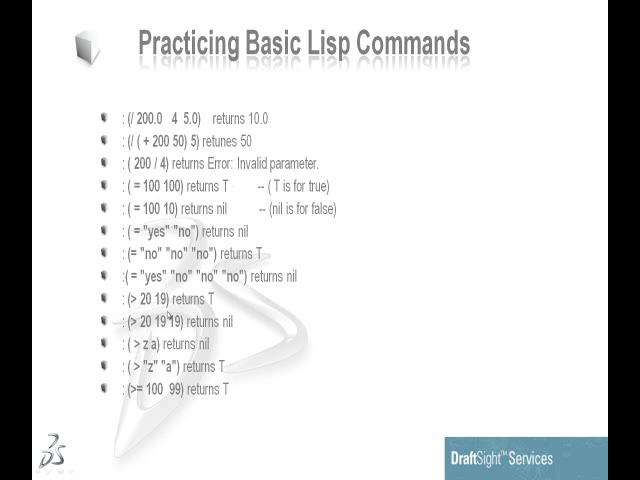 Practicing Basic Lisp Commands
: (/ 200.0 4 5.0) returns 10.0
: (/ ( + 200 50) 5) retunes 50
: ( 200 / 4) returns Error: Invalid parameter.
: ( = 100 100) returns T -- ( T is for true)
: ( = 100 10) returns nil -- (nil is for false)
: ( = "yes" "no") returns nil
: (= "no" "no" "no") returns T
:( = "yes" "no" "no" "no") returns nil
: (> 20 19) returns T
: (> 20 19 19) returns nil
: ( > z a) returns nil
: ( > "z" "a") returns T
: (>= 100 99) returns T
DS
DraftSight™ Services